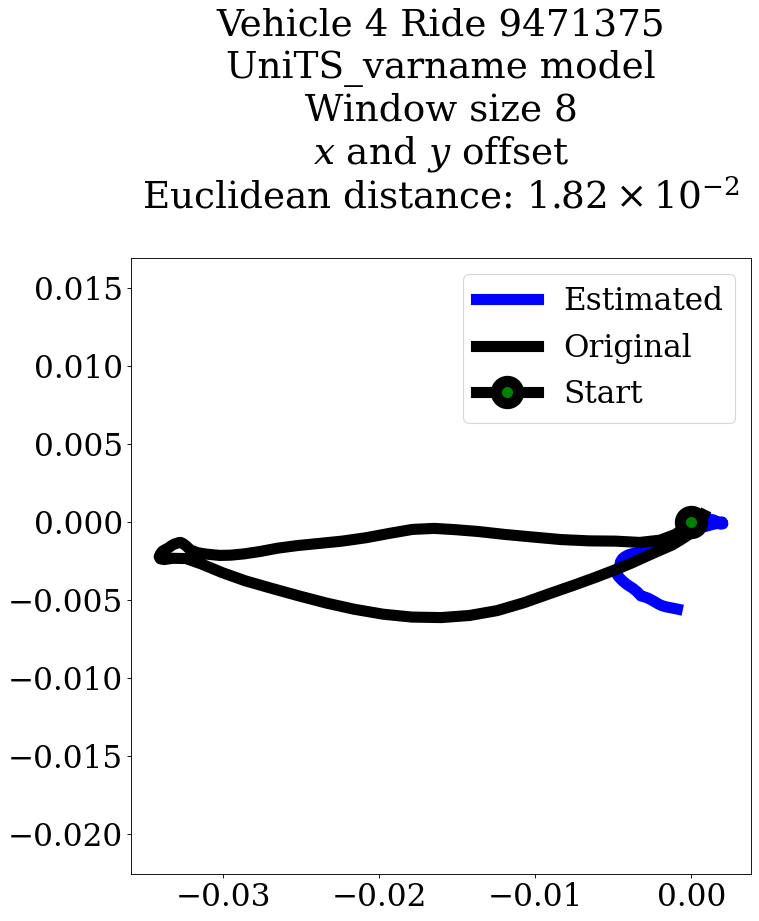 Vehicle 4 Ride 9471375
UniTS_varname model
Window size 8
x and y offset
Euclidean distance: 1.82 × 10⁻²
Estimated
Original
Start
0.015
0.010
0.005
0.000
−0.005
−0.010
−0.015
−0.020
−0.03 −0.02 −0.01 0.00